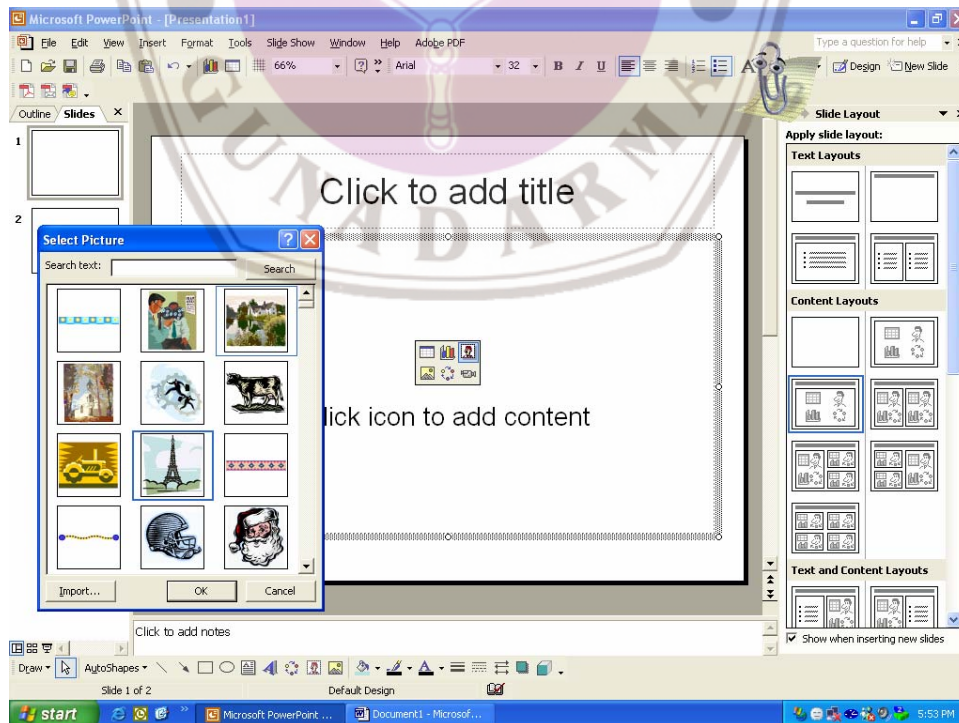 Microsoft PowerPoint - [Presentation1]
File Edit View Insert Format Tools Slide Show Window Help Adobe PDF
Type a question for help
66%
Arial
32
B I U
Design
New Slide
Outline
Slides
Slide Layout
Apply slide layout:
Text Layouts
1
2
Click to add title
GUNADARMA
Select Picture
Search text:
Search
Content Layouts
lick icon to add content
Import...
OK
Cancel
Text and Content Layouts
Click to add notes
Show when inserting new slides
Draw
AutoShapes
Slide 1 of 2
Default Design
start
Microsoft PowerPoint ...
Document1 - Microsof...
5:53 PM